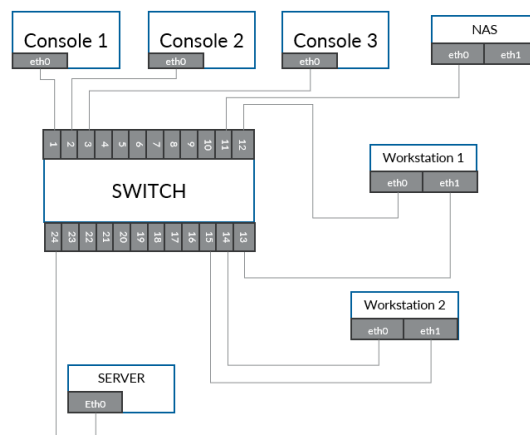 Console 1
eth0
Console 2
eth0
Console 3
eth0
NAS
eth0 eth1
1 2 3 4 5 6 7 8 9 10 11 12
SWITCH
24 23 22 21 20 19 18 17 16 15 14 13
Workstation 1
eth0 eth1
Workstation 2
eth0 eth1
SERVER
Eth0